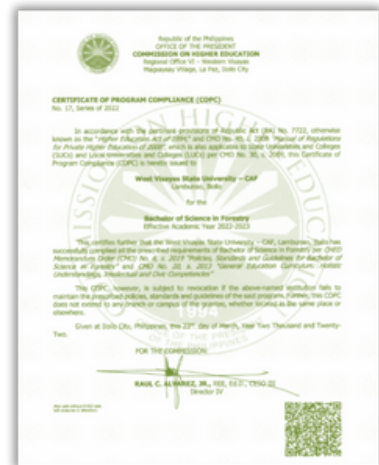 Republic of the Philippines
OFFICE OF THE PRESIDENT
COMMISSION ON HIGHER EDUCATION
Regional Office VI – Western Visayas
Magsaysay Village, La Paz, Iloilo City
CERTIFICATE OF PROGRAM COMPLIANCE (COPC)
No. 17, Series of 2022
In accordance with the pertinent provisions of Republic Act (RA) No. 7722, otherwise
known as the "Higher Education Act of 1994," and CMO No. 40, s. 2008 "Manual of Regulations
for Private Higher Education of 2008", which is also applicable to State Universities and Colleges
(SUCs) and Local Universities and Colleges (LUCs) per CMO No. 30, s. 2009, this Certificate of
Program Compliance (COPC) is hereby issued to
West Visayas State University – CAF
Lambunao, Iloilo
for the
Bachelor of Science in Forestry
Effective Academic Year 2022-2023
This certifies further that the West Visayas State University – CAF, Lambunao, Iloilo has
successfully complied all the prescribed requirements of Bachelor of Science in Forestry per CHED
Memorandum Order (CMO) No. 6, s. 2019 "Policies, Standards and Guidelines for Bachelor of
Science in Forestry" and CMO No. 20, s. 2013 "General Education Curriculum: Holistic
Understandings, Intellectual and Civic Competencies"
This COPC, however, is subject to revocation if the above-named institution fails to
maintain the prescribed policies, standards and guidelines of the said program. Further, this COPC
does not extend to any branch or campus of the grantee, whether located in the same place or
elsewhere.
Given at Iloilo City, Philippines, this 23rd day of March, Year Two Thousand and Twenty-
Two.
FOR THE COMMISSION:
RAUL C. ALVAREZ, JR., REB, Ed.D., CESO III
Director IV
1994